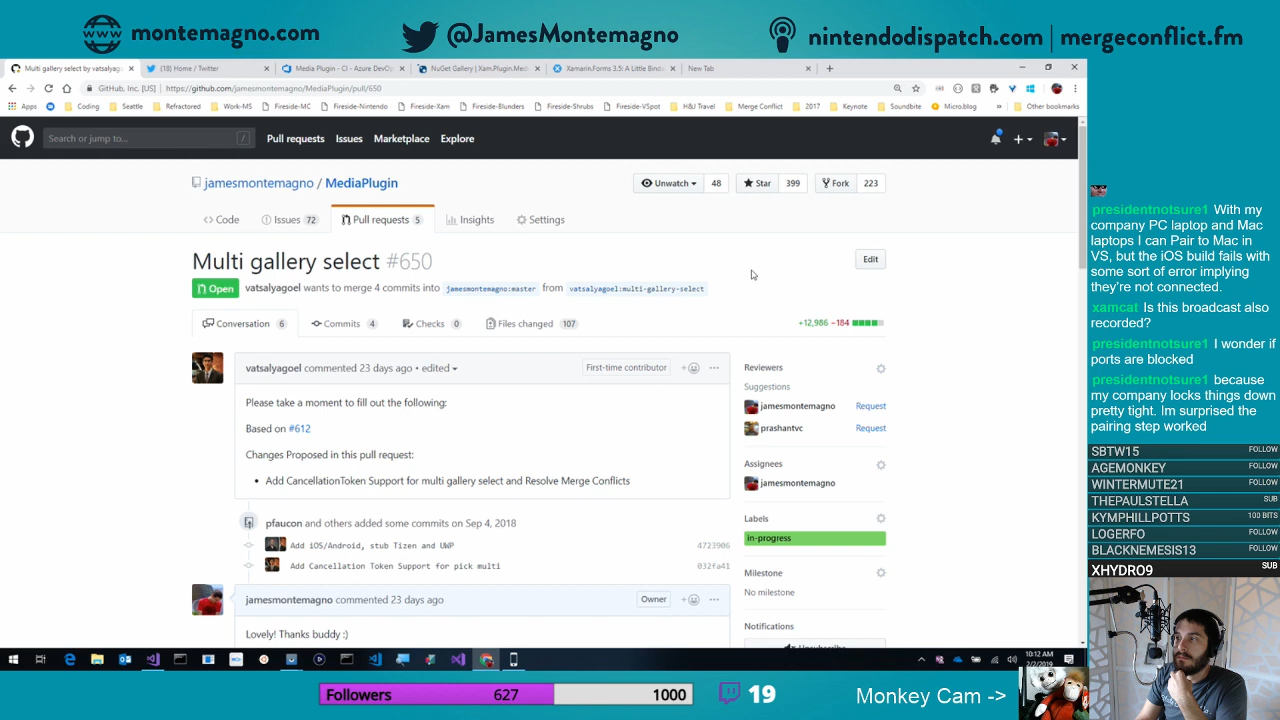 montemagno.com
@JamesMontemagno
nintendodispatch.com | mergeconflict.fm
Multi gallery select by vatsalyag
(18) Home / Twitter
Media Plugin - CI - Azure DevO
NuGet Gallery | Xam.Plugin.Med
Xamarin.Forms 3.5: A Little Bind
New Tab
GitHub, Inc. [US]
https://github.com/jamesmontemagno/MediaPlugin/pull/650
Apps
Coding
Seattle
Refractored
Work-MS
Fireside-MC
Fireside-Nintendo
Fireside-Xam
Fireside-Blunders
Fireside-Shrubs
Fireside-VSpot
H&J Travel
Merge Conflict
2017
Keynote
Soundbite
Micro.blog
»
Other bookmarks
Search or jump to...
/
Pull requests
Issues
Marketplace
Explore
jamesmontemagno / MediaPlugin
Unwatch 48
Star 399
Fork 223
Code
Issues 72
Pull requests 5
Insights
Settings
Multi gallery select #650
Edit
Open
vatsalyagoel wants to merge 4 commits into jamesmontemagno:master from vatsalyagoel:multi-gallery-select
Conversation 6
Commits 4
Checks 0
Files changed 107
+12,986 −184
vatsalyagoel commented 23 days ago • edited
First-time contributor
Please take a moment to fill out the following:
Based on #612
Changes Proposed in this pull request:
• Add CancellationToken Support for multi gallery select and Resolve Merge Conflicts
pfaucon and others added some commits on Sep 4, 2018
Add iOS/Android, stub Tizen and UWP
4723906
Add Cancellation Token Support for pick multi
032fa41
jamesmontemagno commented 23 days ago
Owner
Lovely! Thanks buddy :)
Reviewers
Suggestions
jamesmontemagno Request
prashantvc Request
Assignees
jamesmontemagno
Labels
in-progress
Milestone
No milestone
Notifications
presidentnotsure1 With my
company PC laptop and Mac
laptops I can Pair to Mac in
VS, but the iOS build fails with
some sort of error implying
they're not connected.
xamcat Is this broadcast also
recorded?
presidentnotsure1 I wonder if
ports are blocked
presidentnotsure1 because
my company locks things down
pretty tight. Im surprised the
pairing step worked
SBTW15 FOLLOW
AGEMONKEY FOLLOW
WINTERMUTE21 FOLLOW
THEPAULSTELLA SUB
KYMPHILLPOTTS 100 BITS
LOGERFO FOLLOW
BLACKNEMESIS13 FOLLOW
XHYDRO9 SUB
10:12 AM
2/2/2019
Followers 627 1000
19
Monkey Cam ->